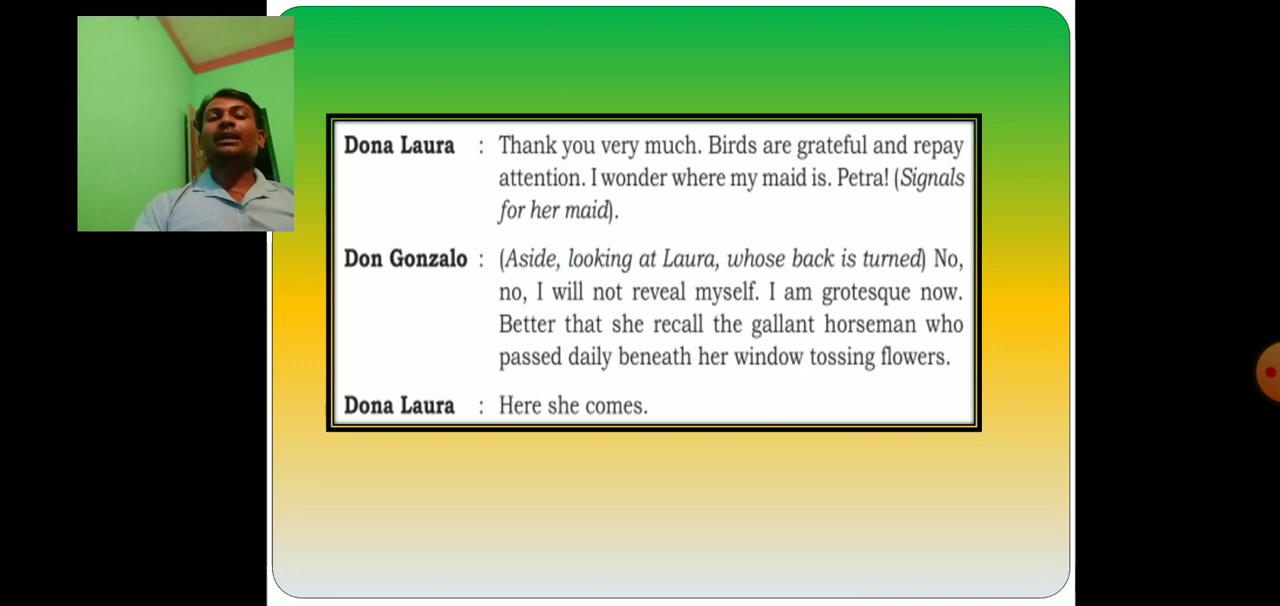 Dona Laura : Thank you very much. Birds are grateful and repay
attention. I wonder where my maid is. Petra! (Signals
for her maid).
Don Gonzalo : (Aside, looking at Laura, whose back is turned) No,
no, I will not reveal myself. I am grotesque now.
Better that she recall the gallant horseman who
passed daily beneath her window tossing flowers.
Dona Laura : Here she comes.